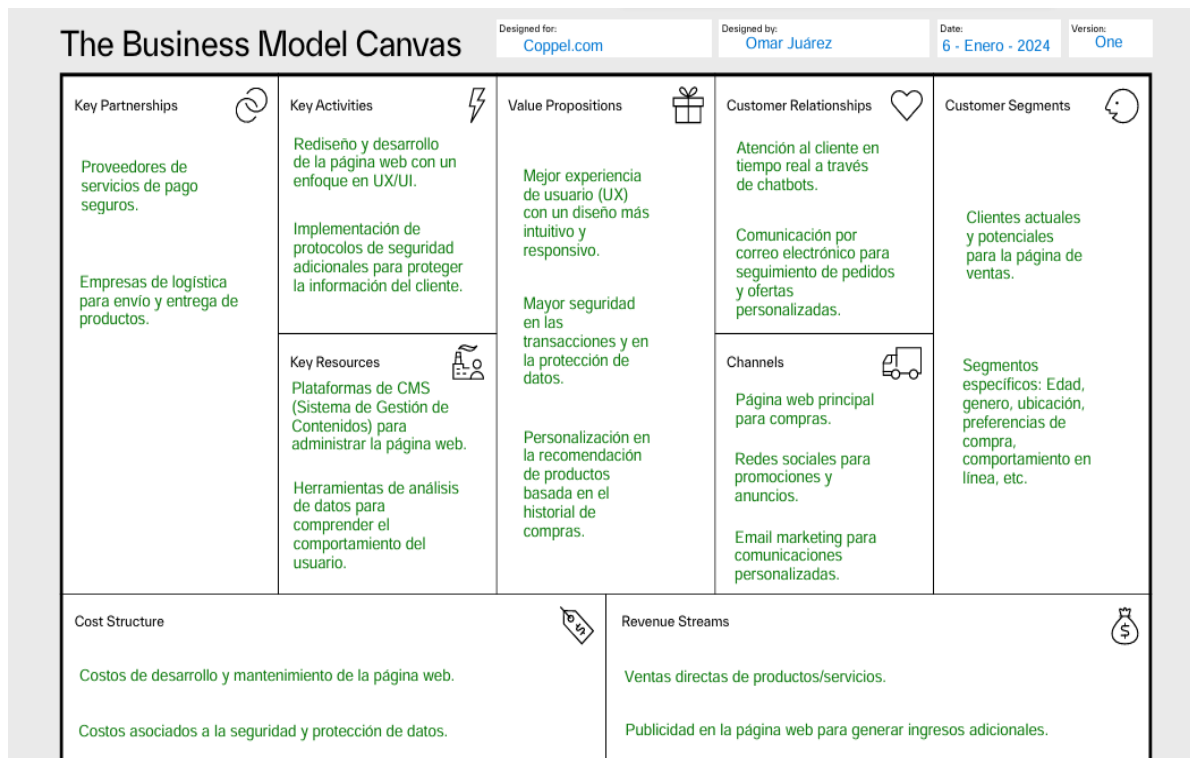 The Business Model Canvas
Designed for:
Coppel.com
Designed by:
Omar Juárez
Date:
6 - Enero - 2024
Version:
One
Key Partnerships
Proveedores de
servicios de pago
seguros.
Empresas de logística
para envío y entrega de
productos.
Key Activities
Rediseño y desarrollo
de la página web con un
enfoque en UX/UI.
Implementación de
protocolos de seguridad
adicionales para proteger
la información del cliente.
Key Resources
Plataformas de CMS
(Sistema de Gestión de
Contenidos) para
administrar la página web.
Herramientas de análisis
de datos para
comprender el
comportamiento del
usuario.
Value Propositions
Mejor experiencia
de usuario (UX)
con un diseño más
intuitivo y
responsivo.
Mayor seguridad
en las
transacciones y en
la protección de
datos.
Personalización en
la recomendación
de productos
basada en el
historial de
compras.
Customer Relationships
Atención al cliente en
tiempo real a través
de chatbots.
Comunicación por
correo electrónico para
seguimiento de pedidos
y ofertas
personalizadas.
Channels
Página web principal
para compras.
Redes sociales para
promociones y
anuncios.
Email marketing para
comunicaciones
personalizadas.
Customer Segments
Clientes actuales
y potenciales
para la página de
ventas.
Segmentos
específicos: Edad,
genero, ubicación,
preferencias de
compra,
comportamiento en
línea, etc.
Cost Structure
Costos de desarrollo y mantenimiento de la página web.
Costos asociados a la seguridad y protección de datos.
Revenue Streams
Ventas directas de productos/servicios.
Publicidad en la página web para generar ingresos adicionales.